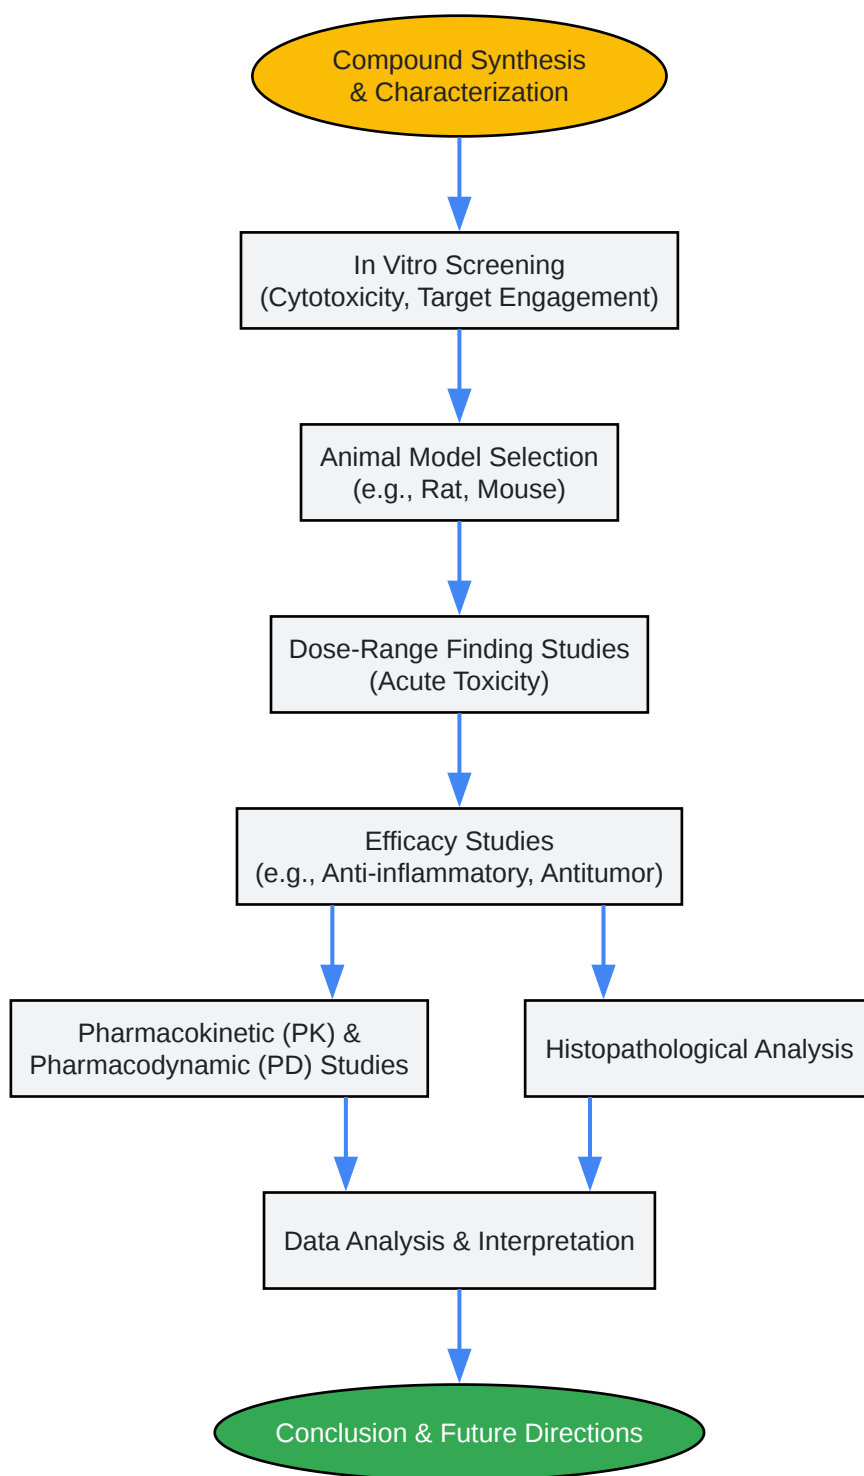 Compound Synthesis
& Characterization
In Vitro Screening
(Cytotoxicity, Target Engagement)
Animal Model Selection
(e.g., Rat, Mouse)
Dose-Range Finding Studies
(Acute Toxicity)
Efficacy Studies
(e.g., Anti-inflammatory, Antitumor)
Pharmacokinetic (PK) &
Pharmacodynamic (PD) Studies
Histopathological Analysis
Data Analysis & Interpretation
Conclusion & Future Directions